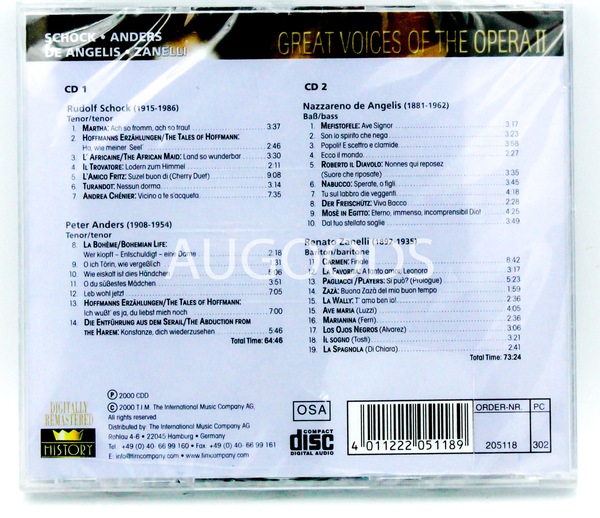 SCHOCK • ANDERS
DE ANGELIS • ZANELLI
GREAT VOICES OF THE OPERA II
CD 1
Rudolf Schock (1915-1986)
Tenor/tenor
1. MARTHA: Ach so fromm, ach so traut 3:37
2. HOFFMANNS ERZÄHLUNGEN/THE TALES OF HOFFMANN:
Ha, wie meiner Seel' 2:46
3. L' AFRICAINE/THE AFRICAN MAID: Land so wunderbar 3:30
4. IL TROVATORE: Lodern zum Himmel 2:11
5. L'AMICO FRITZ: Suzel buon di (Cherry Duet) 9:08
6. TURANDOT: Nessun dorma 3:14
7. ANDREA CHÉNIER: Vicino a te s'acqueta 7:35
Peter Anders (1908-1954)
Tenor/tenor
8. LA BOHÈME/BOHEMIAN LIFE:
Wer klopft - Entschuldigt - eine Dame 2:18
9. O ich Törin, wie vergeßlich :31
10. Wie eiskalt ist dies Händchen 5:06
11. O du süßestes Mädchen. 3:51
12. Leb wohl jetzt 7:05
13. HOFFMANNS ERZÄHLUNGEN/THE TALES OF HOFFMANN:
Ich wußt' es ja, du liebst mich noch 7:00
14. DIE ENTFÜHRUNG AUS DEM SERAIL/THE ABDUCTION FROM
THE HAREM: Konstanze, dich wiederzusehen 5:46
Total Time: 64:46
CD 2
Nazzareno de Angelis (1881-1962)
Baß/bass
1. MEFISTOFELE: Ave Signor 3:17
2. Son lo spirito che nega 3:23
3. Popoli! E scettro e clamide 3:58
4. Ecco il mondo 2:27
5. ROBERTO IL DIAVOLO: Nonnes qui reposez
(Suore che riposate) 3:35
6. NABUCCO: Sperate, o figli 3:45
7. Tu sul labbra die veggenti 4:18
8. DER FREISCHÜTZ: Viva Bacco 2:28
9. MOSÈ IN EGITTO: Eterno, immenso, incomprensibil Dio! 4:25
10. Dal tuo stellato soglie 3:49
Renato Zanelli (1892-1935)
Bariton/baritone
11. CARMEN: Finale 8:42
12. LA FAVORITA: A tanto amor, Leonora 3:17
13. PAGLIACCI/PLAYERS: Si può? (Prologue) 5:23
14. ZAZÀ: Buona Zazà del mio buon tempo 1:59
15. LA WALLY: T' amo ben io! 2:36
15. AVE MARIA (Luzzi) 4:05
16. MARIANINA (Ferri) 2:36
17. LOS OJOS NEGROS (Alvarez) 3:06
18. IL SOGNO (Tosti) 3:21
19. LA SPAGNOLA (Di Chiara) 2:41
Total Time: 73:24
AUGOODS
DIGITALLY
REMASTERED
HISTORY
Ⓟ 2000 CDD
© 2000 T.I.M. The International Music Company AG.
All rights reserved.
Distributed by: The International Music Company AG
Rahlau 4-6 • 22045 Hamburg • Germany
Tel. +49 (0) 40- 66 99 160 • Fax +49 (0) 40- 66 99 161
E: info@timcompany.com • www.timcompany.com
OSA
COMPACT
disc
DIGITAL AUDIO
4 011222 051189
ORDER-NR. PC
205118 302